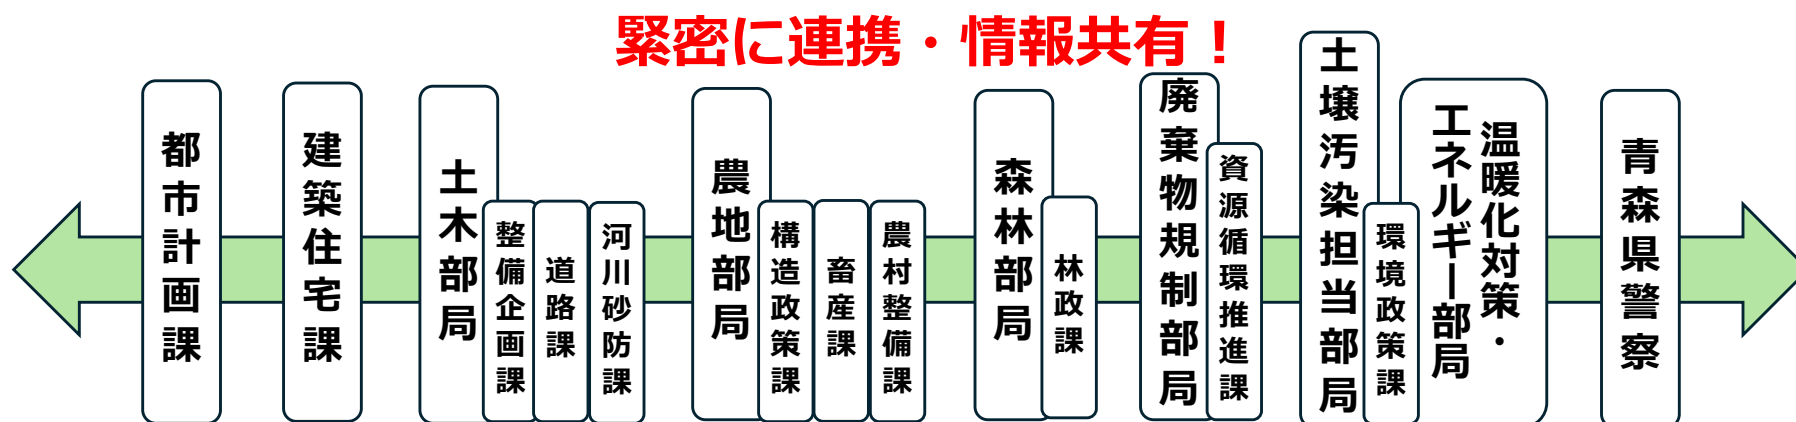 緊密に連携・情報共有！
都市計画課
建築住宅課
土木部局
整備企画課
道路課
河川砂防課
農地部局
構造政策課
畜産課
農村整備課
森林部局
林政課
廃棄物規制部局
資源循環推進課
土壌汚染担当部局
環境政策課
温暖化対策・
エネルギー部局
青森県警察